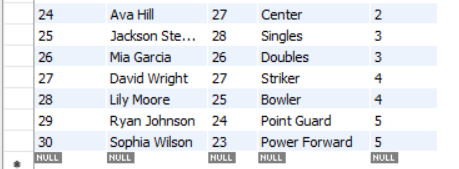 24 Ava Hill 27 Center 2
25 Jackson Ste... 28 Singles 3
26 Mia Garcia 26 Doubles 3
27 David Wright 27 Striker 4
28 Lily Moore 25 Bowler 4
29 Ryan Johnson 24 Point Guard 5
30 Sophia Wilson 23 Power Forward 5
NULL NULL NULL NULL NULL